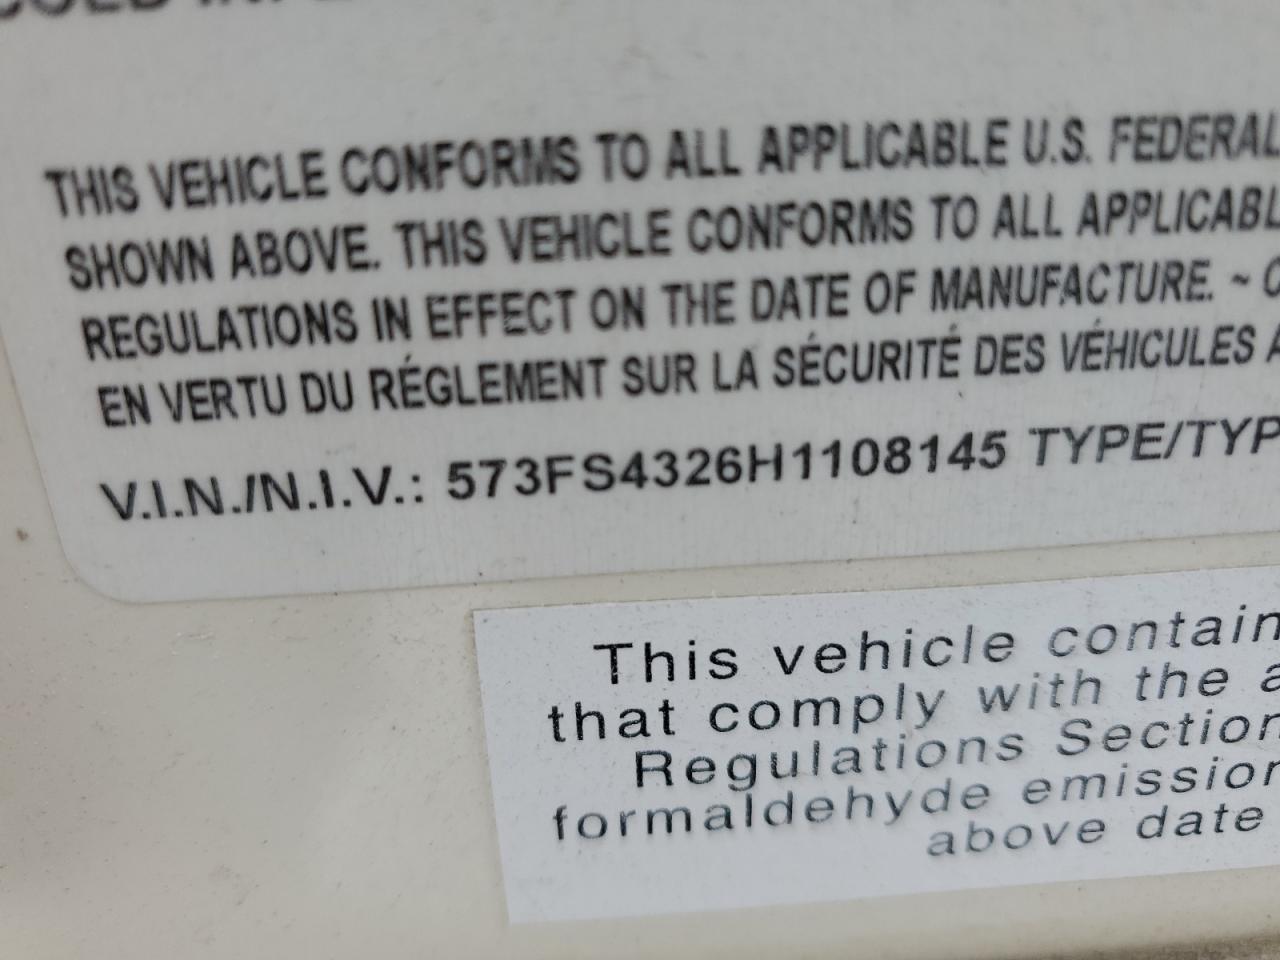 THIS VEHICLE CONFORMS TO ALL APPLICABLE U.S. FEDERAL
SHOWN ABOVE. THIS VEHICLE CONFORMS TO ALL APPLICABL
REGULATIONS IN EFFECT ON THE DATE OF MANUFACTURE. ~
EN VERTU DU RÉGLEMENT SUR LA SÉCURITÉ DES VÉHICULES A
V.I.N./N.I.V.: 573FS4326H1108145 TYPE/TYP
This vehicle contain
that comply with the a
Regulations Section
formaldehyde emission
above date